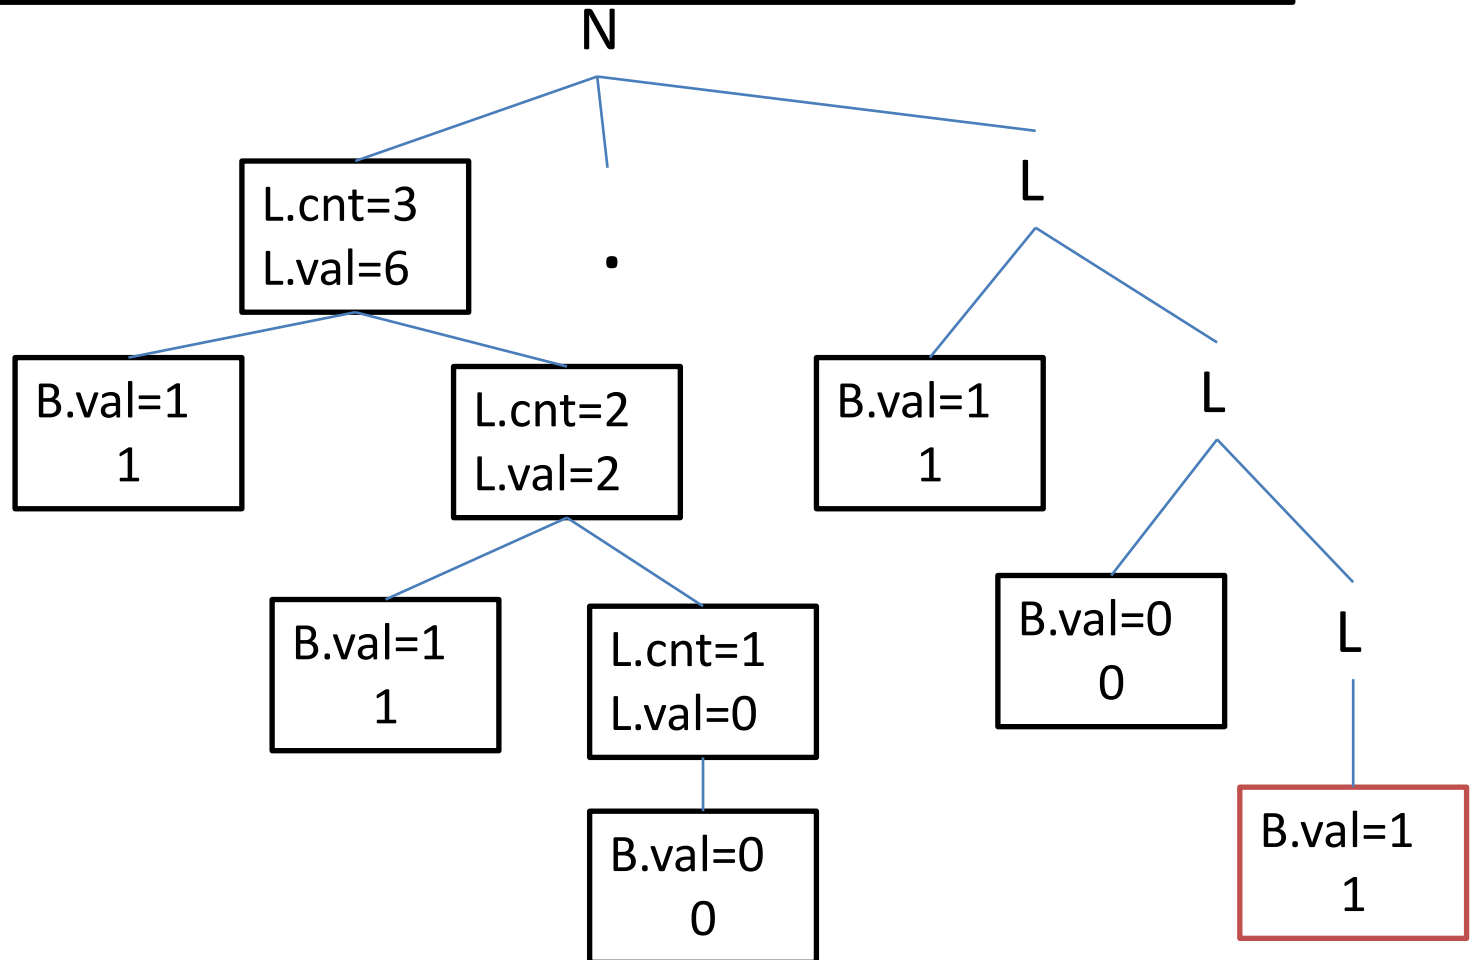 N
L.cnt=3
L.val=6
.
L
B.val=1
1
L.cnt=2
L.val=2
B.val=1
1
L
B.val=1
1
L.cnt=1
L.val=0
B.val=0
0
L
B.val=0
0
B.val=1
1